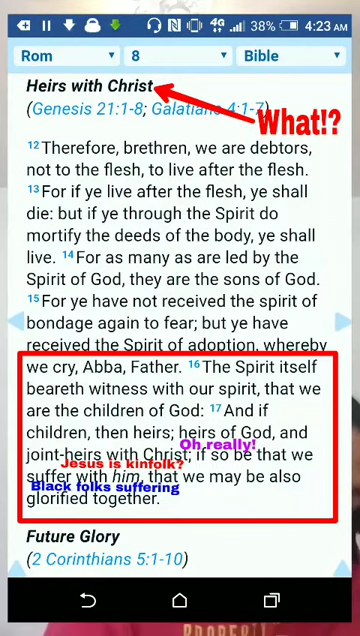 4G 38% 4:23 AM
Rom 8 Bible
Heirs with Christ
(Genesis 21:1-8; Galatians 4:1-7)
What!?
12 Therefore, brethren, we are debtors,
not to the flesh, to live after the flesh.
13 For if ye live after the flesh, ye shall
die: but if ye through the Spirit do
mortify the deeds of the body, ye shall
live. 14 For as many as are led by the
Spirit of God, they are the sons of God.
15 For ye have not received the spirit of
bondage again to fear; but ye have
received the Spirit of adoption, whereby
we cry, Abba, Father. 16 The Spirit itself
beareth witness with our spirit, that we
are the children of God: 17 And if
children, then heirs; heirs of God, and
Oh,really!
joint-heirs with Christ; if so be that we
Jesus is kinfolk?
suffer with him, that we may be also
Black folks suffering
glorified together.
Future Glory
(2 Corinthians 5:1-10)
PROPERTY